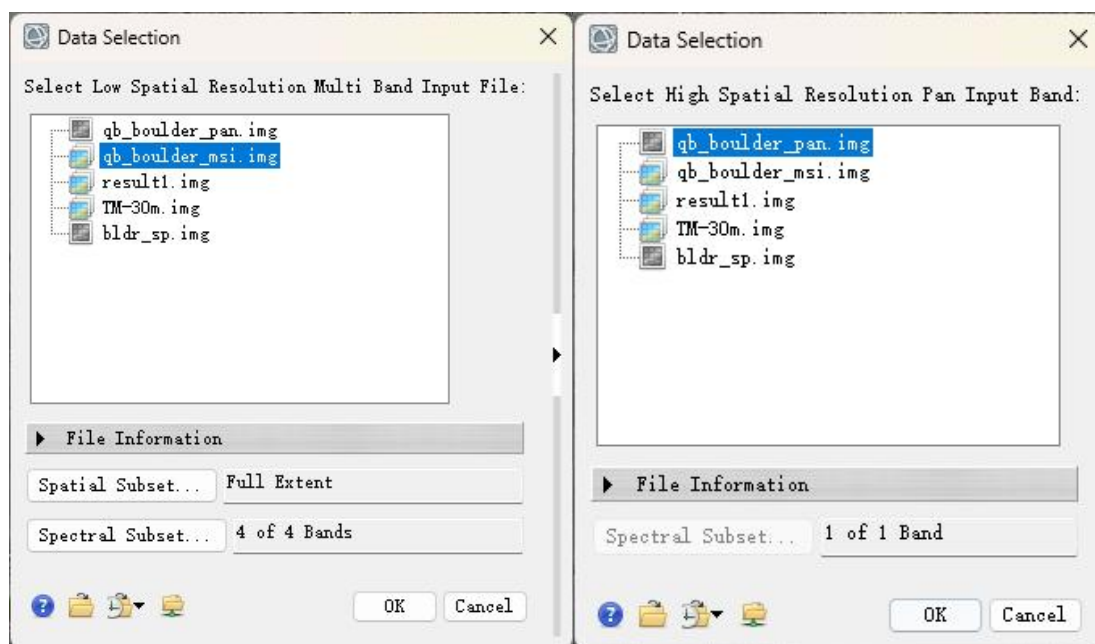 Data Selection
Select Low Spatial Resolution Multi Band Input File:
qb_boulder_pan.img
qb_boulder_msi.img
result1.img
TM-30m.img
bldr_sp.img
File Information
Spatial Subset... Full Extent
Spectral Subset... 4 of 4 Bands
OK Cancel
Data Selection
Select High Spatial Resolution Pan Input Band:
qb_boulder_pan.img
qb_boulder_msi.img
result1.img
TM-30m.img
bldr_sp.img
File Information
Spectral Subset... 1 of 1 Band
OK Cancel